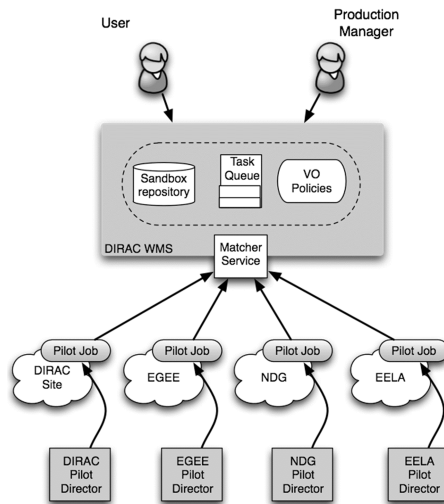 User
Production
Manager
Sandbox
repository
Task
Queue
VO
Policies
DIRAC WMS
Matcher
Service
Pilot Job
Pilot Job
Pilot Job
Pilot Job
DIRAC
Site
EGEE
NDG
EELA
DIRAC
Pilot
Director
EGEE
Pilot
Director
NDG
Pilot
Director
EELA
Pilot
Director